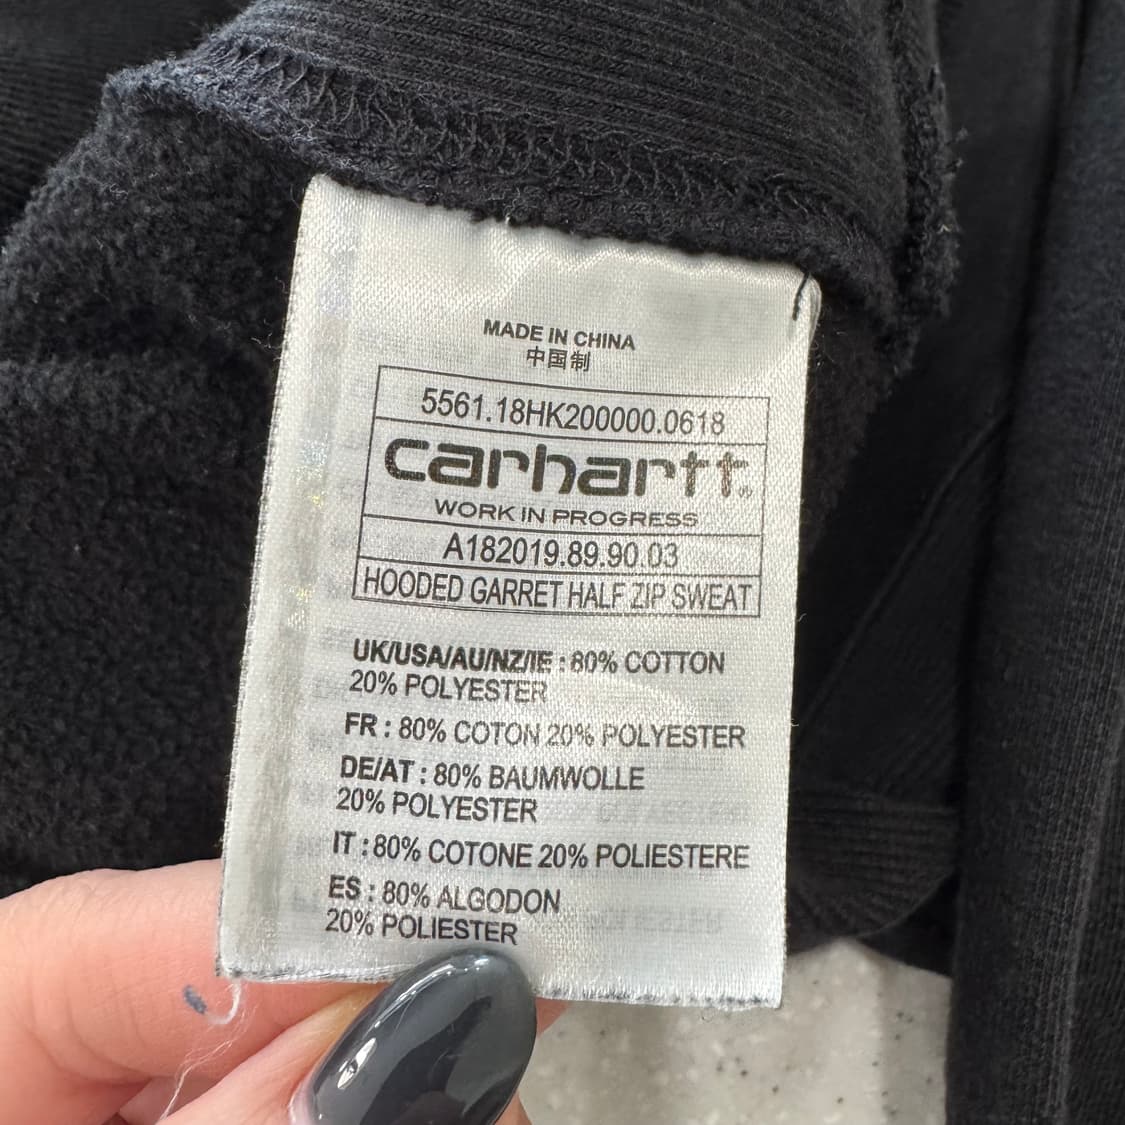 MADE IN CHINA
中国制
5561.18HK200000.0618
carhartt®
WORK IN PROGRESS
A182019.89.90.03
HOODED GARRET HALF ZIP SWEAT
UK/USA/AU/NZ/IE : 80% COTTON
20% POLYESTER
FR : 80% COTON 20% POLYESTER
DE/AT : 80% BAUMWOLLE
20% POLYESTER
IT : 80% COTONE 20% POLIESTERE
ES : 80% ALGODON
20% POLIESTER